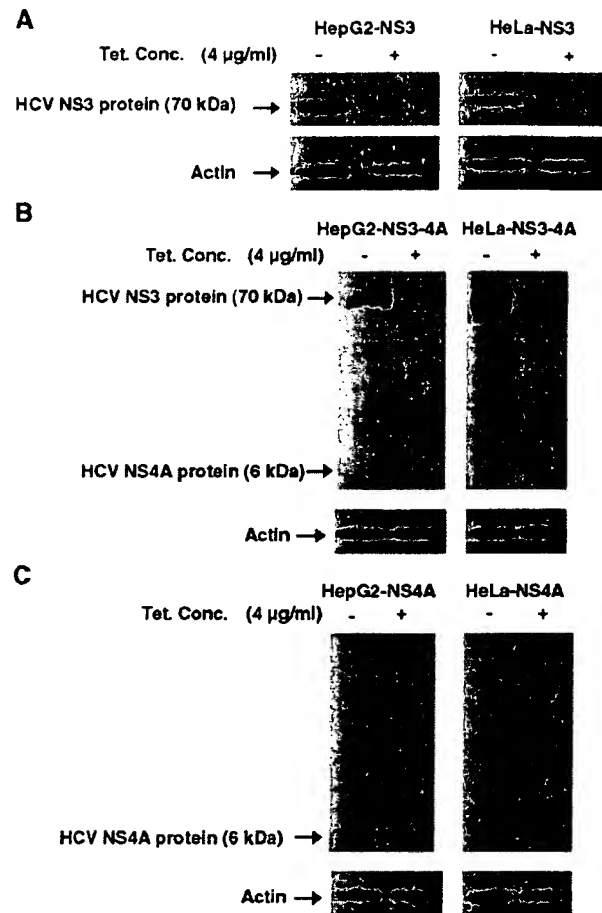 A
HepG2-NS3 HeLa-NS3
Tet. Conc. (4 µg/ml) - + - +
HCV NS3 protein (70 kDa)
Actin
B
HepG2-NS3-4A HeLa-NS3-4A
Tet. Conc. (4 µg/ml) - + - +
HCV NS3 protein (70 kDa)
HCV NS4A protein (6 kDa)
Actin
C
HepG2-NS4A HeLa-NS4A
Tet. Conc. (4 µg/ml) - + - +
HCV NS4A protein (6 kDa)
Actin